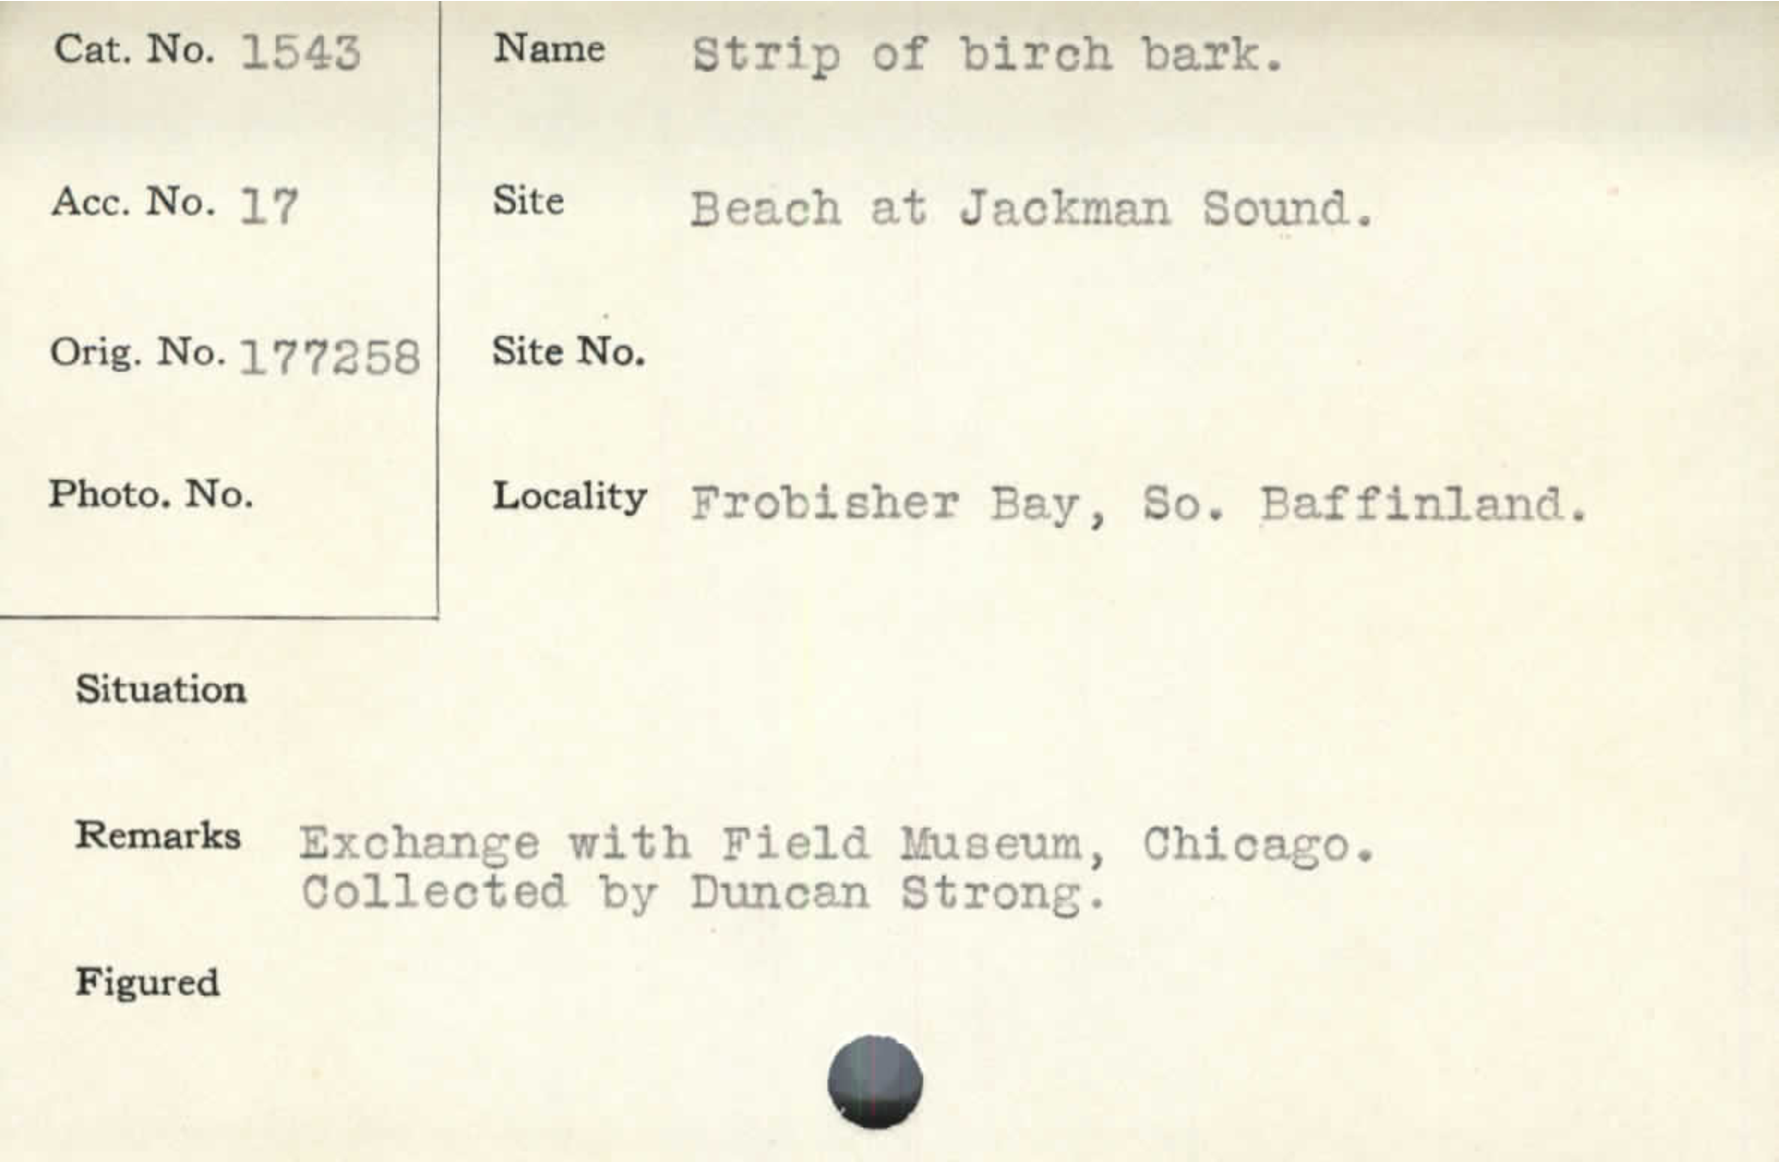 Cat. No. 1543
Name Strip of birch bark.
Acc. No. 17
Site Beach at Jackman Sound.
Orig. No. 177258
Site No.
Photo. No.
Locality Frobisher Bay, So. Baffinland.
Situation
Remarks Exchange with Field Museum, Chicago.
Collected by Duncan Strong.
Figured